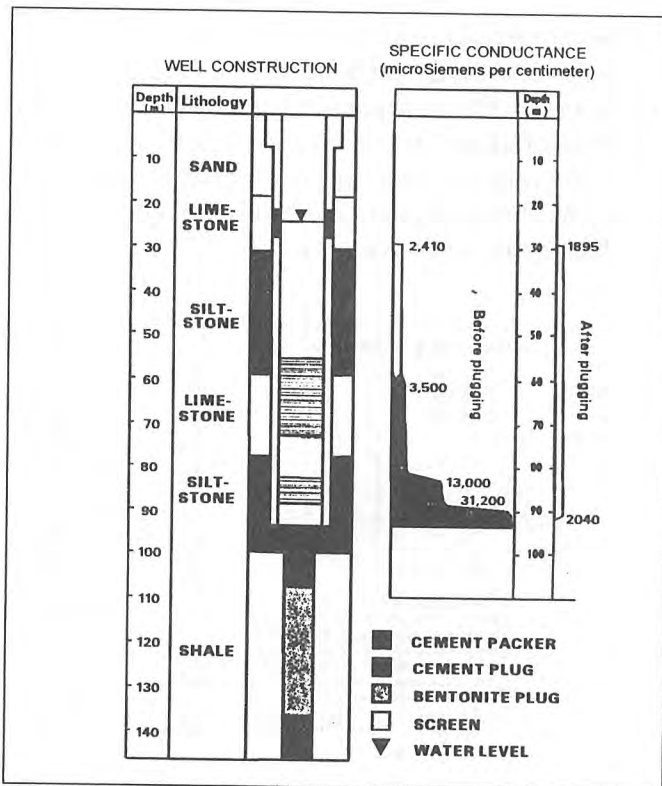 WELL CONSTRUCTION
Depth (m)
Lithology
10
20
30
40
50
60
70
80
90
100
110
120
130
140
SAND
LIME-
STONE
SILT-
STONE
LIME-
STONE
SILT-
STONE
SHALE
SPECIFIC CONDUCTANCE
(microSiemens per centimeter)
Depth
(m)
2,410
3,500
13,000
31,200
Before plugging
10
20
30
40
50
60
70
80
90
100
1895
After plugging
2040
CEMENT PACKER
CEMENT PLUG
BENTONITE PLUG
SCREEN
WATER LEVEL